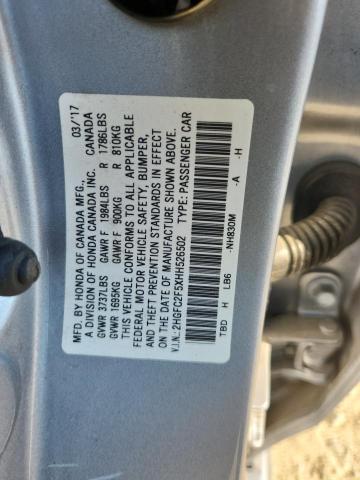 MFD. BY HONDA OF CANADA MFG., 03/'17
A DIVISION OF HONDA CANADA INC. CANADA
GVWR 3737LBS GAWR F 1984LBS R 1786LBS
GVWR 1695KG GAWR F 900KG R 810KG
THIS VEHICLE CONFORMS TO ALL APPLICABLE
FEDERAL MOTOR VEHICLE SAFETY, BUMPER,
AND THEFT PREVENTION STANDARDS IN EFFECT
ON THE DATE OF MANUFACTURE SHOWN ABOVE.
V.I.N.: 2HGFC2F5XHH526502 TYPE: PASSENGER CAR
TBD H LB6 -NH830M -A -H